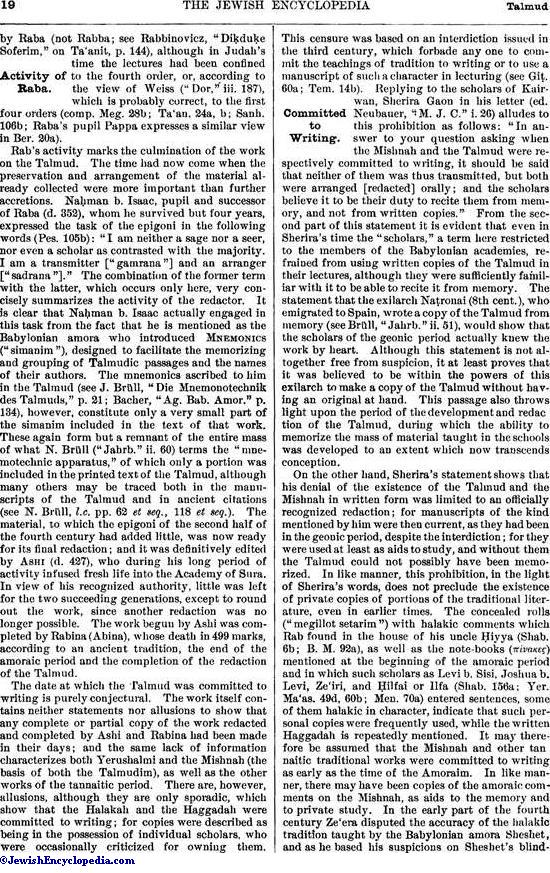 19
THE JEWISH ENCYCLOPEDIA
Talmud
by Raba (not Rabba; see Rabbinovicz, "Diḳduḳe
Soferim," on Ta'anit, p. 144), although in Judah's
time the lectures had been confined
Activity of to the fourth order, or, according to
Raba. the view of Weiss ("Dor," iii. 187),
which is probably correct, to the first
four orders (comp. Meg. 28b; Ta'an. 24a, b; Sanh.
106b; Raba's pupil Pappa expresses a similar view
in Ber. 20a).
Rab's activity marks the culmination of the work
on the Talmud. The time had now come when the
preservation and arrangement of the material al-
ready collected were more important than further
accretions. Naḥman b. Isaac, pupil and successor
of Raba (d. 352), whom he survived but four years,
expressed the task of the epigoni in the following
words (Pes. 105b): "I am neither a sage nor a seer,
nor even a scholar as contrasted with the majority.
I am a transmitter ["gamrana"] and an arranger
["sadrana"]." The combination of the former term
with the latter, which occurs only here, very con-
cisely summarizes the activity of the redactor. It
is clear that Naḥman b. Isaac actually engaged in
this task from the fact that he is mentioned as the
Babylonian amora who introduced MNEMONICS
("simanim"), designed to facilitate the memorizing
and grouping of Talmudic passages and the names
of their authors. The mnemonics ascribed to him
in the Talmud (see J. Brüll, "Die Mnemonotechnik
des Talmuds," p. 21; Bacher, "Ag. Bab. Amor." p.
134), however, constitute only a very small part of
the simanim included in the text of that work.
These again form but a remnant of the entire mass
of what N. Brüll ("Jahrb." ii. 60) terms the "mne-
motechnic apparatus," of which only a portion was
included in the printed text of the Talmud, although
many others may be traced both in the manu-
scripts of the Talmud and in ancient citations
(see N. Brüll, l.c. pp. 62 et seq., 118 et seq.). The
material, to which the epigoni of the second half of
the fourth century had added little, was now ready
for its final redaction; and it was definitively edited
by ASHI (d. 427), who during his long period of
activity infused fresh life into the Academy of Sura.
In view of his recognized authority, little was left
for the two succeeding generations, except to round
out the work, since another redaction was no
longer possible. The work begun by Ashi was com-
pleted by Rabina (Abina), whose death in 499 marks,
according to an ancient tradition, the end of the
amoraic period and the completion of the redaction
of the Talmud.
The date at which the Talmud was committed to
writing is purely conjectural. The work itself con-
tains neither statements nor allusions to show that
any complete or partial copy of the work redacted
and completed by Ashi and Rabina had been made
in their days; and the same lack of information
characterizes both Yerushalmi and the Mishnah (the
basis of both the Talmudim), as well as the other
works of the tannaitic period. There are, however,
allusions, although they are only sporadic, which
show that the Halakah and the Haggadah were
committed to writing; for copies were described as
being in the possession of individual scholars, who
were occasionally criticized for owning them.
This censure was based on an interdiction issued in
the third century, which forbade any one to com-
mit the teachings of tradition to writing or to use a
manuscript of such a character in lecturing (see Giṭ.
60a; Tem. 14b). Replying to the scholars of Kair-
wan, Sherira Gaon in his letter (ed.
Committed Neubauer, "M. J. C." i. 26) alludes to
to this prohibition as follows: "In an-
Writing. swer to your question asking when
the Mishnah and the Talmud were re-
spectively committed to writing, it should be said
that neither of them was thus transmitted, but both
were arranged [redacted] orally; and the scholars
believe it to be their duty to recite them from mem-
ory, and not from written copies." From the sec-
ond part of this statement it is evident that even in
Sherira's time the "scholars," a term here restricted
to the members of the Babylonian academies, re-
frained from using written copies of the Talmud in
their lectures, although they were sufficiently famil-
iar with it to be able to recite it from memory. The
statement that the exilarch Naṭronai (8th cent.), who
emigrated to Spain, wrote a copy of the Talmud from
memory (see Brüll, "Jahrb." ii. 51), would show that
the scholars of the geonic period actually knew the
work by heart. Although this statement is not al-
together free from suspicion, it at least proves that
it was believed to be within the powers of this
exilarch to make a copy of the Talmud without hav-
ing an original at hand. This passage also throws
light upon the period of the development and redac
tion of the Talmud, during which the ability to
memorize the mass of material taught in the schools
was developed to an extent which now transcends
conception.
On the other hand, Sherira's statement shows that
his denial of the existence of the Talmud and the
Mishnah in written form was limited to an officially
recognized redaction; for manuscripts of the kind
mentioned by him were then current, as they had been
in the geonic period, despite the interdiction; for they
were used at least as aids to study, and without them
the Talmud could not possibly have been memo-
rized. In like manner, this prohibition, in the light
of Sherira's words, does not preclude the existence
of private copies of portions of the traditional liter-
ature, even in earlier times. The concealed rolls
("megillot setarim") with halakic comments which
Rab found in the house of his uncle Ḥiyya (Shab.
6b; B. M. 92a), as well as the note-books (πίνακες)
mentioned at the beginning of the amoraic period
and in which such scholars as Levi b. Sisi, Joshua b.
Levi, Ze'iri, and Ḥilfai or Ilfa (Shab. 156a; Yer.
Ma'as. 49d, 60b; Men. 70a) entered sentences, some
of them halakic in character, indicate that such per-
sonal copies were frequently used, while the written
Haggadah is repeatedly mentioned. It may there-
fore be assumed that the Mishnah and other tan
naitic traditional works were committed to writing
as early as the time of the Amoraim. In like man-
ner, there may have been copies of the amoraic com-
ments on the Mishnah, as aids to the memory and
to private study. In the early part of the fourth
century Ze'era disputed the accuracy of the halakic
tradition taught by the Babylonian amora Sheshet,
and as he based his suspicions on Sheshet's blind-
©JewishEncyclopedia.com